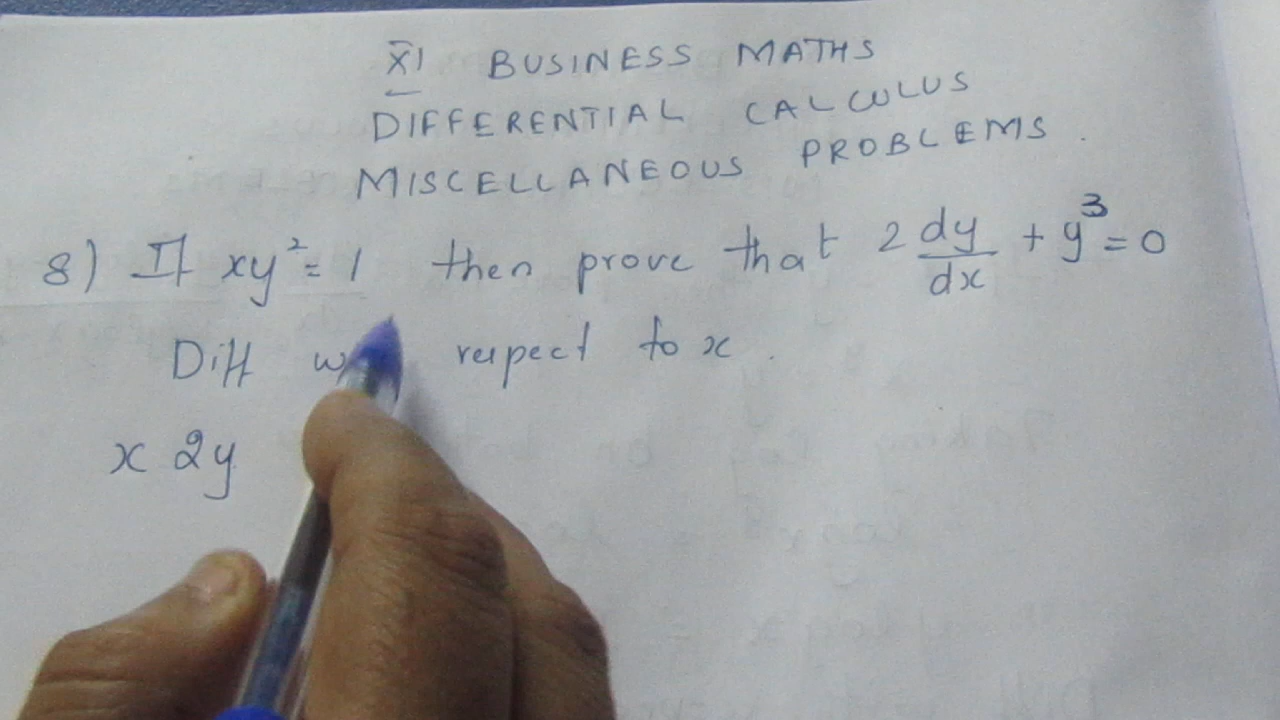 XI BUSINESS MATHS
DIFFERENTIAL CALCULUS
MISCELLANEOUS PROBLEMS.
8) If xy² = 1 then prove that 2 dy/dx + y³ = 0
Diff w respect to x.
x 2y